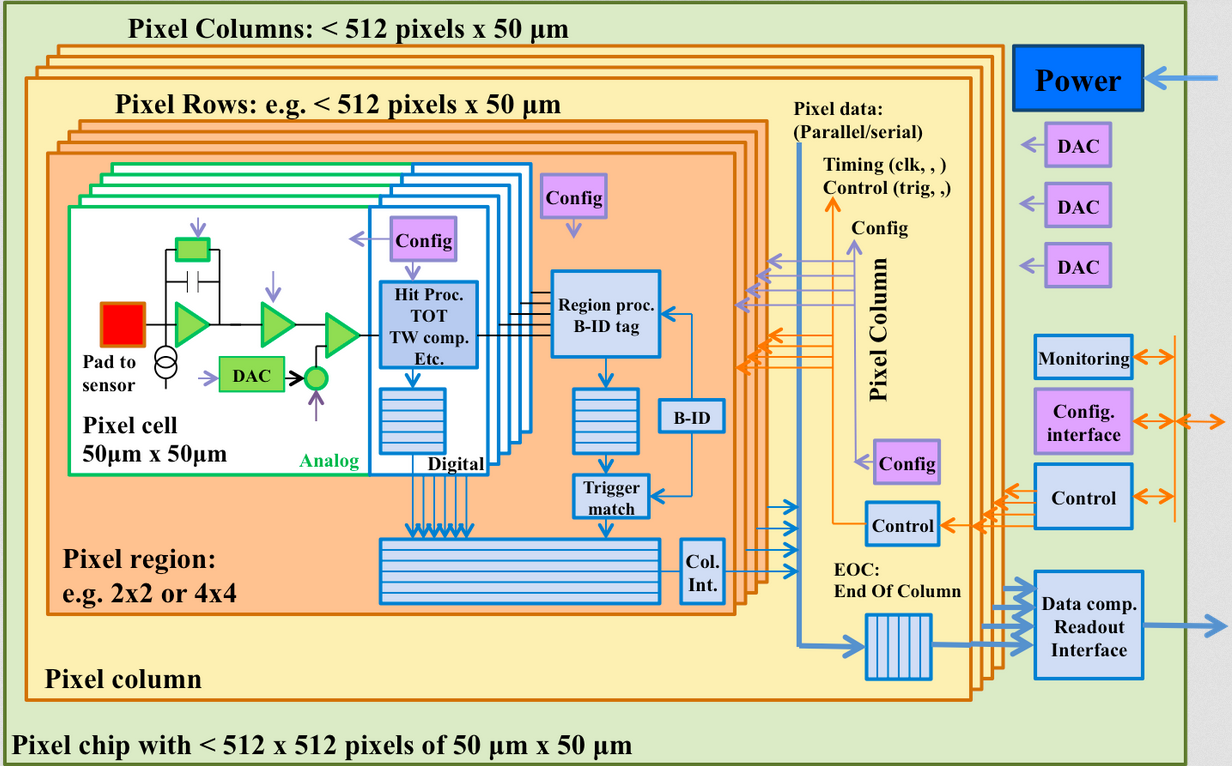 Pixel Columns: < 512 pixels x 50 µm
Power
Pixel Rows: e.g. < 512 pixels x 50 µm
Pixel data:
(Parallel/serial)
Timing (clk, , )
Control (trig, ,)
Config
DAC
DAC
DAC
Config
Config
Hit Proc.
TOT
TW comp.
Etc.
Region proc.
B-ID tag
Pad to
sensor
DAC
Pixel cell
50µm x 50µm
Analog
Digital
B-ID
Trigger
match
Pixel Column
Config
Control
Monitoring
Config.
interface
Control
Pixel region:
e.g. 2x2 or 4x4
Col.
Int.
EOC:
End Of Column
Data comp.
Readout
Interface
Pixel column
Pixel chip with < 512 x 512 pixels of 50 µm x 50 µm